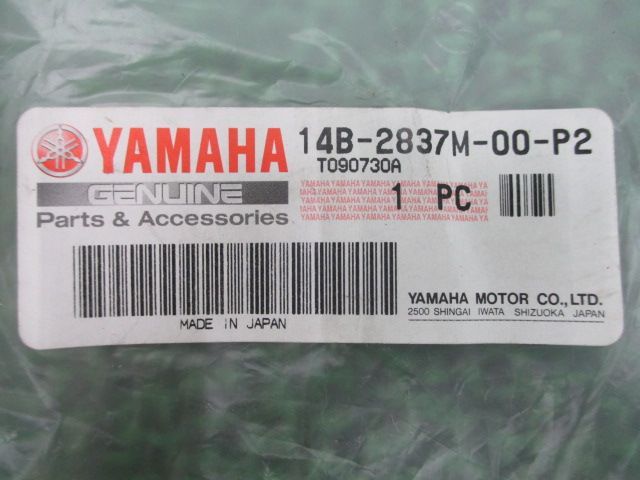 YAMAHA 14B-2837M-00-P2
T090730A
GENUINE
Parts & Accessories
YAMAHA YAMAHA YAMAHA YAMAHA YAMAHA YA
1 PC
MADE IN JAPAN
YAMAHA MOTOR CO.,LTD.
2500 SHINGAI IWATA SHIZUOKA JAPAN